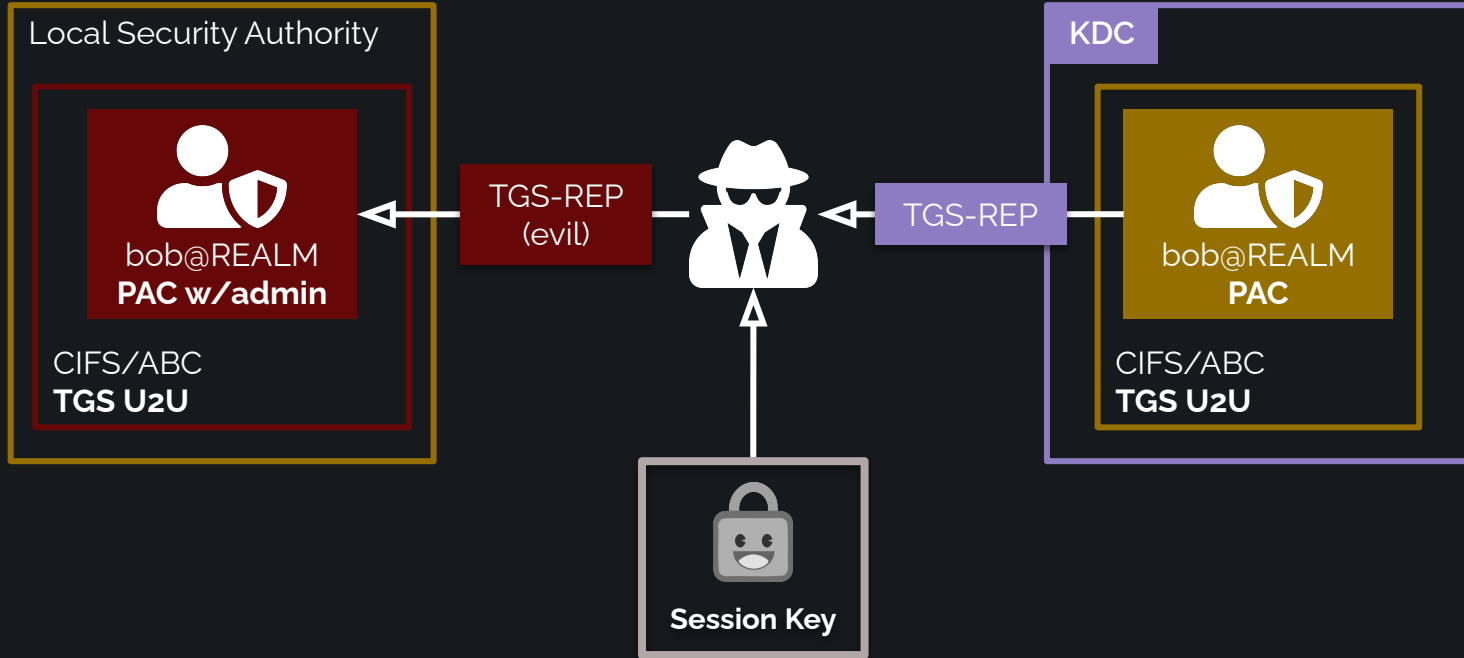 Local Security Authority
bob@REALM
PAC w/admin
CIFS/ABC
TGS U2U
TGS-REP
(evil)
TGS-REP
KDC
bob@REALM
PAC
CIFS/ABC
TGS U2U
Session Key